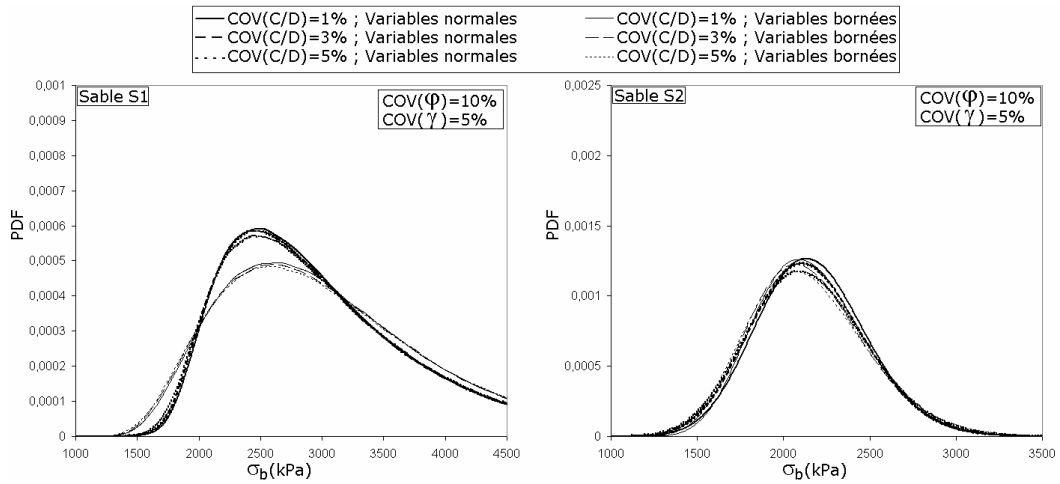 COV(C/D)=1% ; Variables normales
COV(C/D)=1% ; Variables bornées
COV(C/D)=3% ; Variables normales
COV(C/D)=3% ; Variables bornées
COV(C/D)=5% ; Variables normales
COV(C/D)=5% ; Variables bornées
Sable S1
COV(φ)=10%
COV(γ)=5%
PDF
0,001
0,0009
0,0008
0,0007
0,0006
0,0005
0,0004
0,0003
0,0002
0,0001
0
1000 1500 2000 2500 3000 3500 4000 4500
σb(kPa)
Sable S2
COV(φ)=10%
COV(γ)=5%
PDF
0,0025
0,002
0,0015
0,001
0,0005
0
1000 1500 2000 2500 3000 3500
σb(kPa)